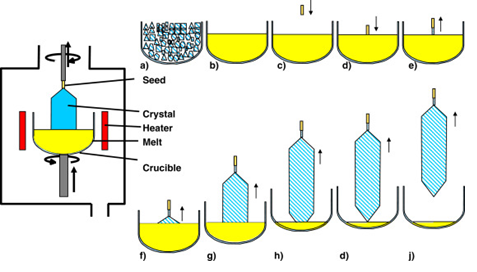 a) b) c) d) e)
Seed
Crystal
Heater
Melt
Crucible
f) g) h) d) j)